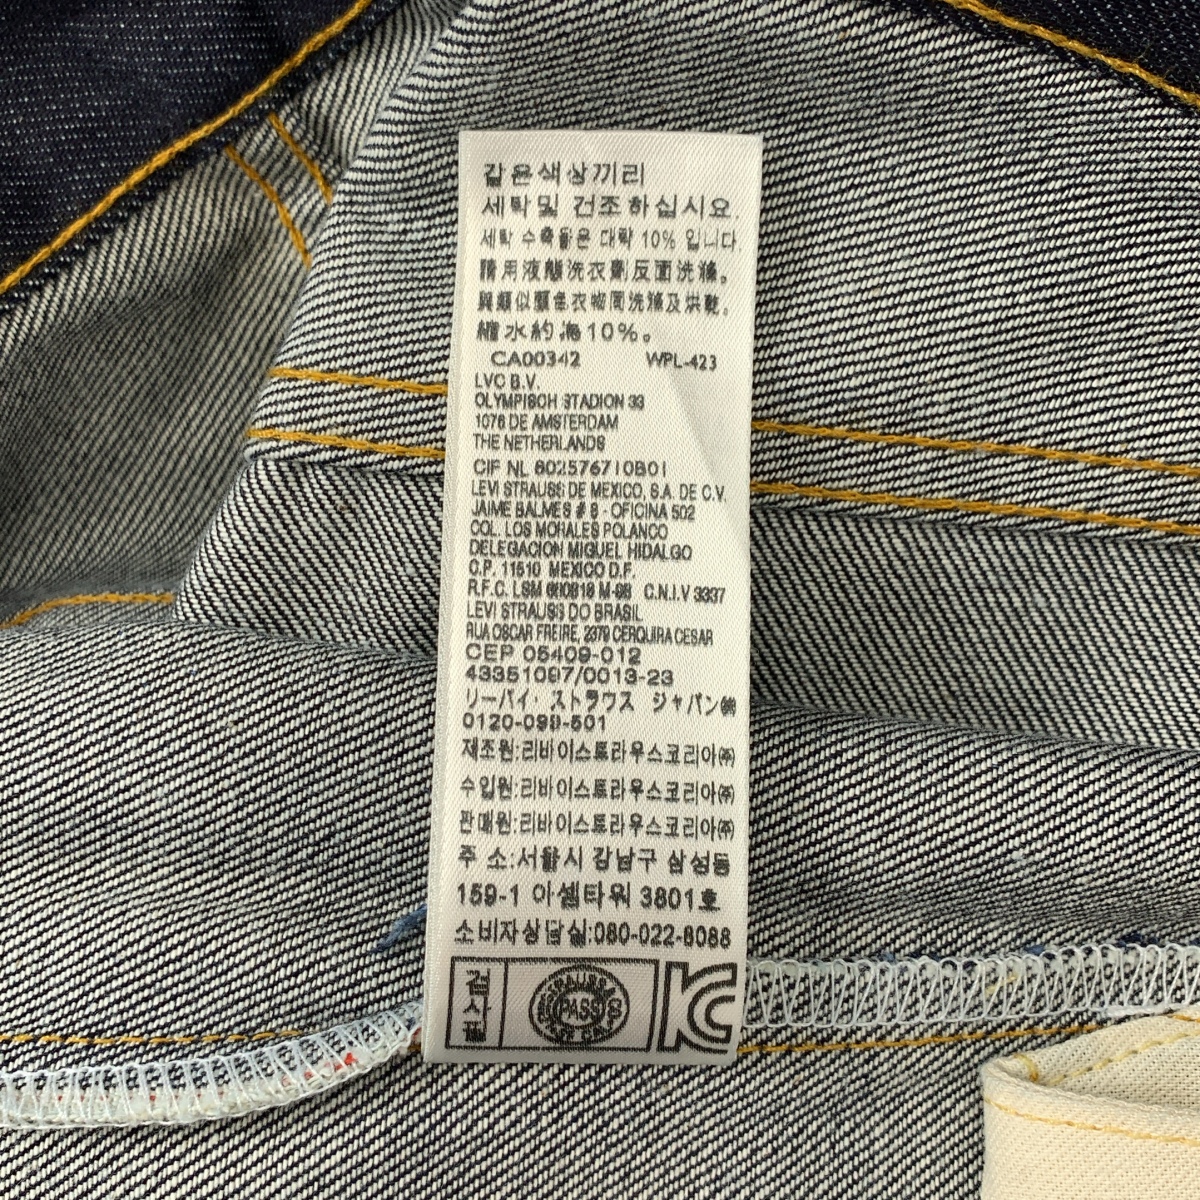 같은색상끼리
세탁및 건조하십시요.
세탁 수축율은 대략 10% 입니다.
請用液體洗衣劑反面洗滌。
與類似顏色衣物同洗滌及烘乾。
縮水約為10%。
CA00342 WPL-423
LVC B.V.
OLYMPISCH STADION 33
1076 DE AMSTERDAM
THE NETHERLANDS
CIF NL 802576710B01
LEVI STRAUSS DE MEXICO, S.A. DE C.V.
JAIME BALMES # 8 - OFICINA 502
COL. LOS MORALES POLANCO
DELEGACION MIGUEL HIDALGO
C.P. 11510 MEXICO D.F.
R.F.C. LSM C.N.I.V 3337
LEVI STRAUSS DO BRASIL
RUA OSCAR FREIRE, 2379 CERQUIRA CESAR
CEP 05409-012
43351097/0013-23
リーバイ・ストラウス ジャパン㈱
0120-099-501
제조원:리바이스트라우스코리아㈜
수입원:리바이스트라우스코리아㈜
판매원:리바이스트라우스코리아㈜
주 소:서울시 강남구 삼성동
159-1 아셈타워 3801호
소비자상담실:080-022-8088
검사필
PASS
KC